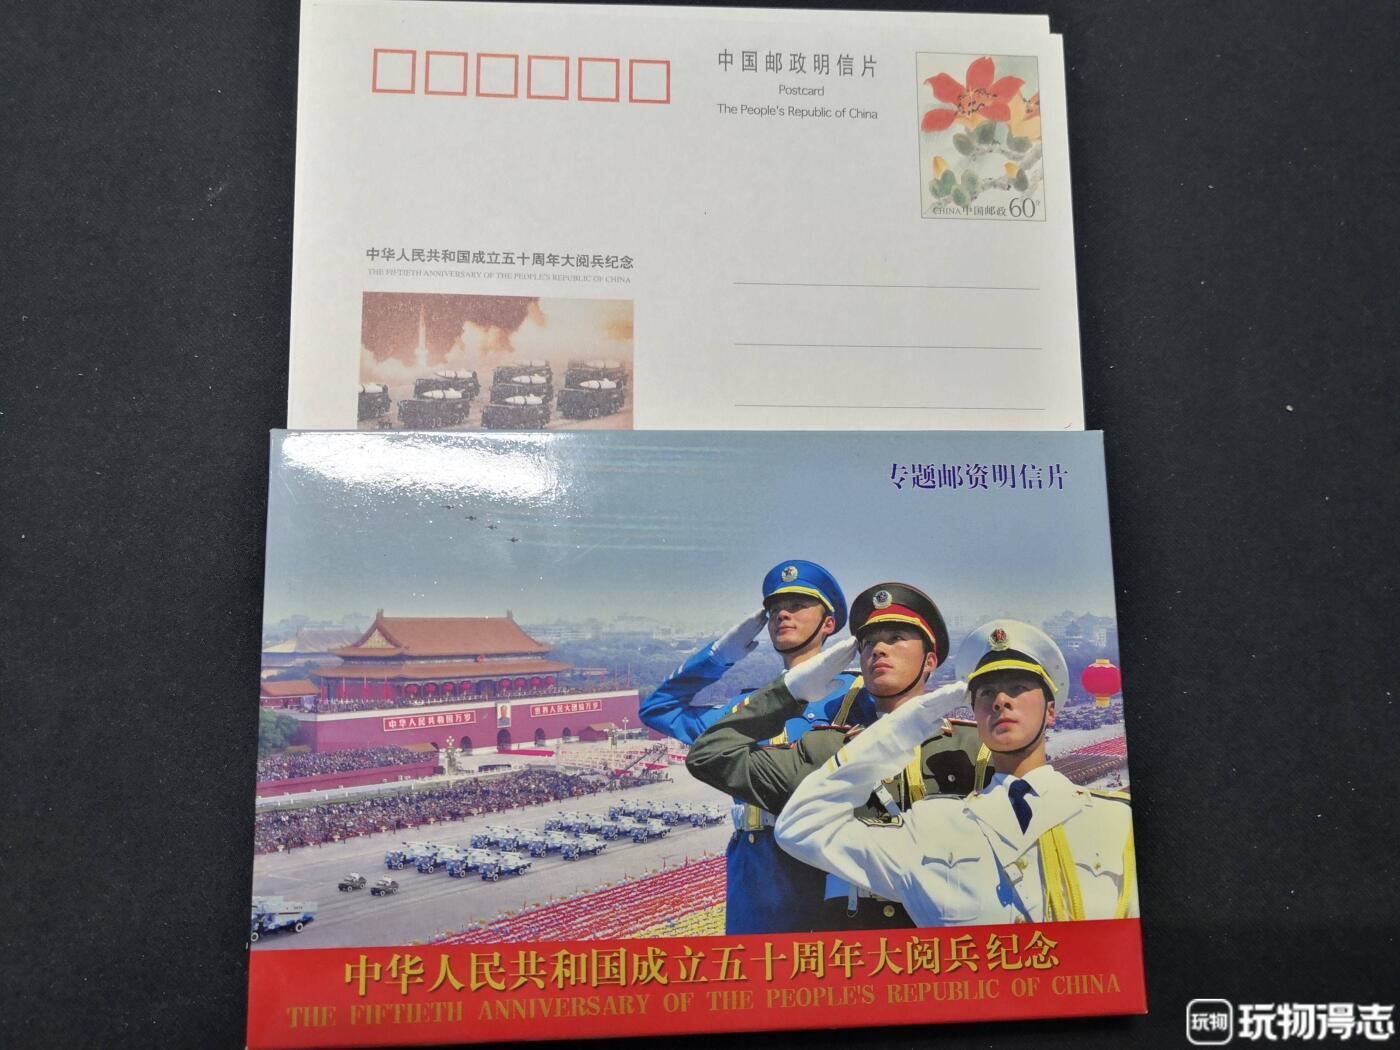 中国邮政明信片
Postcard
The People's Republic of China
CHINA 中国邮政 60分
中华人民共和国成立五十周年大阅兵纪念
THE FIFTIETH ANNIVERSARY OF THE PEOPLE'S REPUBLIC OF CHINA
专题邮资明信片
中华人民共和国万岁
世界人民大团结万岁
中华人民共和国成立五十周年大阅兵纪念
THE FIFTIETH ANNIVERSARY OF THE PEOPLE'S REPUBLIC OF CHINA
玩物 玩物得志